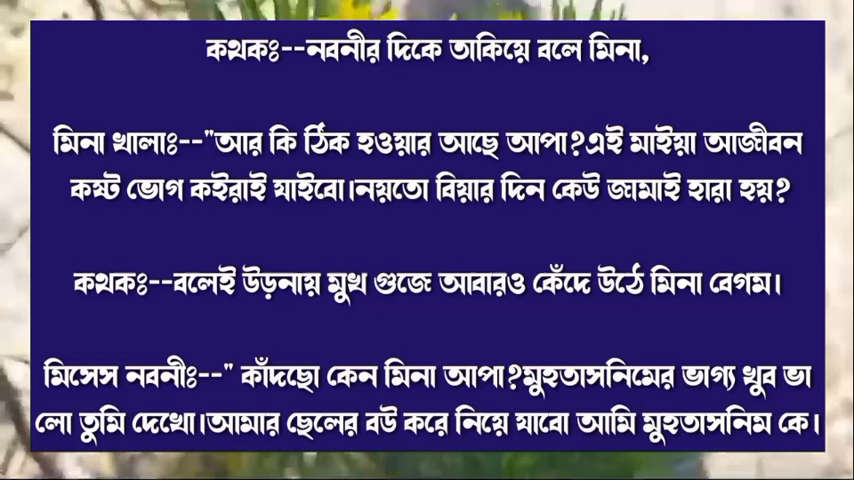 কথকঃ--নবনীর দিকে তাকিয়ে বলে মিনা,
মিনা খালাঃ--"আর কি ঠিক হওয়ার আছে আপা?এই মাইয়া আজীবন
কষ্ট ভোগ কইরাই যাইবো।নয়তো বিয়ার দিন কেউ জামাই হারা হয়?
কথকঃ--বলেই উড়নায় মুখ গুজে আবারও কেঁদে উঠে মিনা বেগম।
মিসেস নবনীঃ--" কাঁদছো কেন মিনা আপা?মুহতাসনিমের ভাগ্য খুব ভা
লো তুমি দেখো।আমার ছেলের বউ করে নিয়ে যাবো আমি মুহতাসনিম কে।